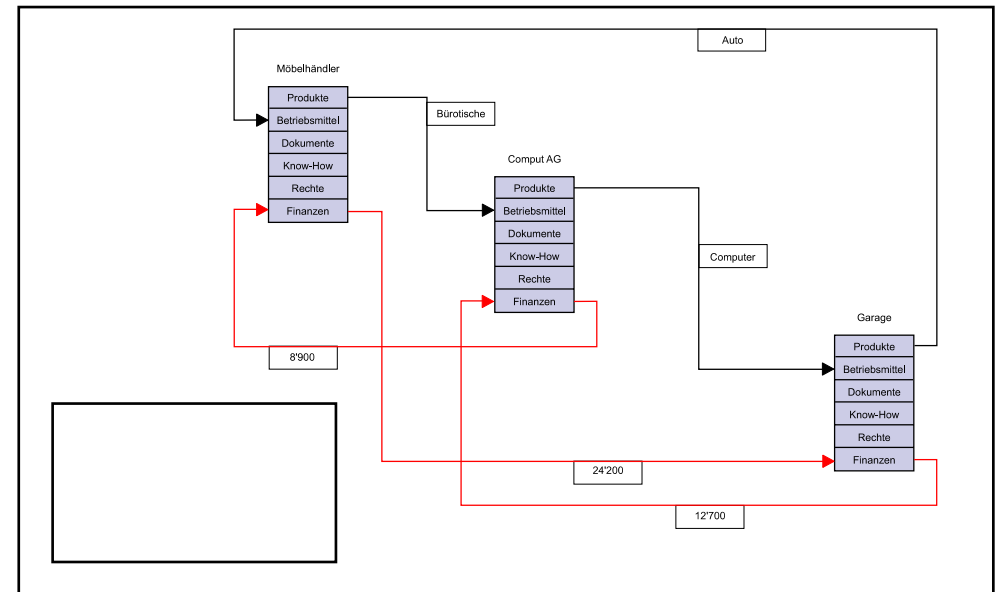 Auto
Möbelhändler
Produkte
Betriebsmittel
Dokumente
Know-How
Rechte
Finanzen
Bürotische
Comput AG
Produkte
Betriebsmittel
Dokumente
Know-How
Rechte
Finanzen
Computer
Garage
Produkte
Betriebsmittel
Dokumente
Know-How
Rechte
Finanzen
8'900
24'200
12'700